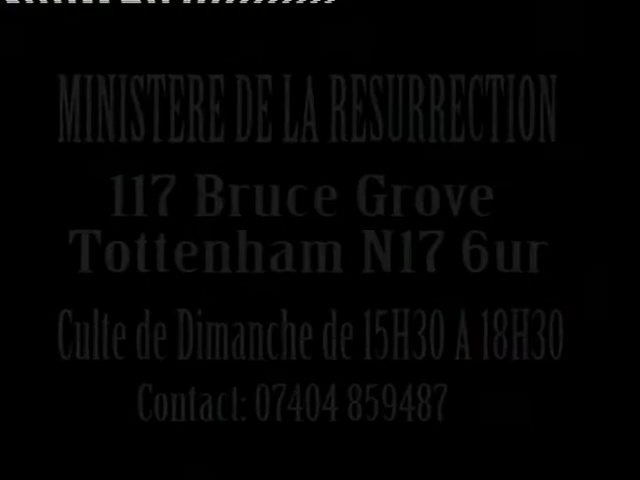 MINISTERE DE LA RESURRECTION
117 Bruce Grove
Tottenham N17 6ur
Culte de Dimanche de 15H30 A 18H30
Contact: 07404 859487